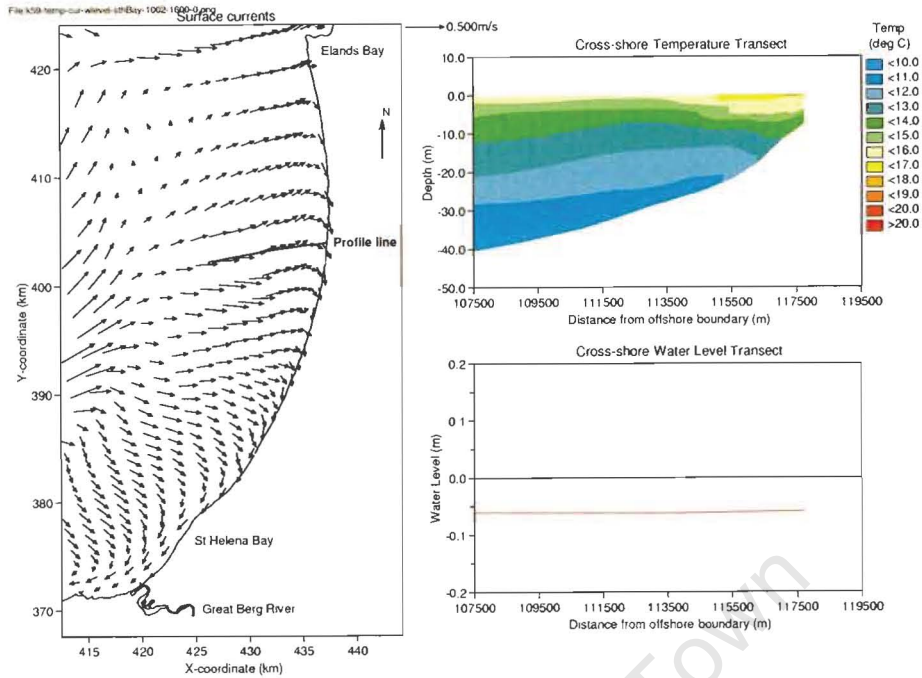 Surface currents
0.500m/s
Elands Bay
N
Profile line
St Helena Bay
Great Berg River
Y-coordinate (km)
420
410
400
390
380
370
415 420 425 430 435 440
X-coordinate (km)
Cross-shore Temperature Transect
Depth (m)
10.0
0.0
-10.0
-20.0
-30.0
-40.0
-50.0
107500 109500 111500 113500 115500 117500 119500
Distance from offshore boundary (m)
Temp
(deg C)
<10.0
<11.0
<12.0
<13.0
<14.0
<15.0
<16.0
<17.0
<18.0
<19.0
<20.0
>20.0
Cross-shore Water Level Transect
Water Level (m)
0.2
0.1
0.0
-0.1
-0.2
107500 109500 111500 113500 115500 117500 119500
Distance from offshore boundary (m)
Town